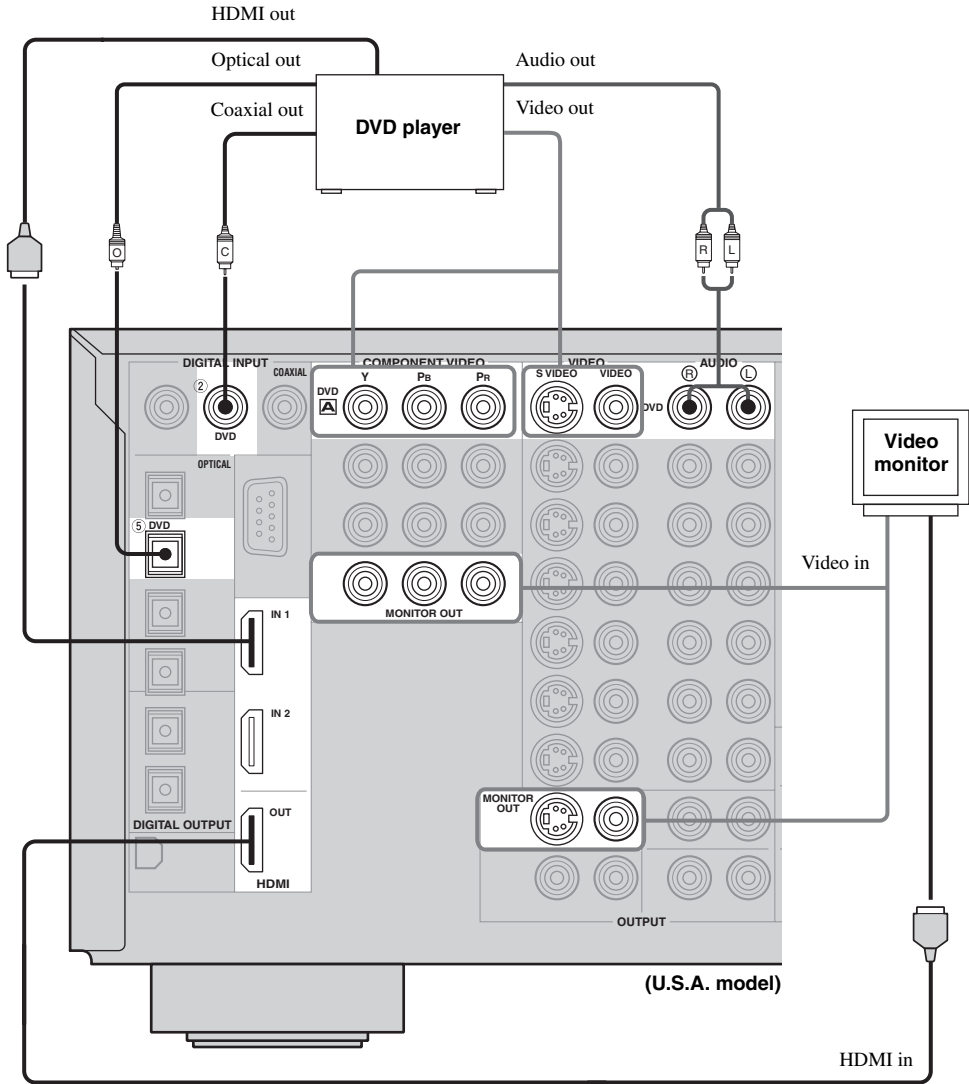 HDMI out
Optical out
Audio out
Coaxial out
Video out
DVD player
O
C
R
L
DIGITAL INPUT
COAXIAL
COMPONENT VIDEO
VIDEO
AUDIO
②
DVD
DVD
A
Y
PB
PR
S VIDEO
VIDEO
DVD
R
L
OPTICAL
⑤ DVD
Video
monitor
Video in
MONITOR OUT
IN 1
IN 2
MONITOR
OUT
OUT
DIGITAL OUTPUT
HDMI
OUTPUT
(U.S.A. model)
HDMI in